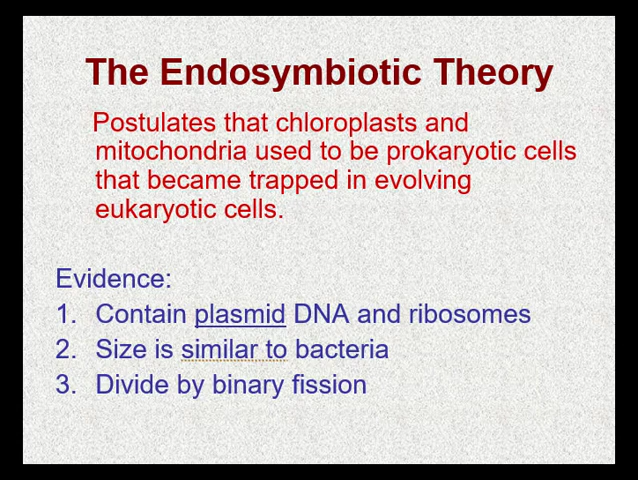 The Endosymbiotic Theory
Postulates that chloroplasts and
mitochondria used to be prokaryotic cells
that became trapped in evolving
eukaryotic cells.
Evidence:
1. Contain plasmid DNA and ribosomes
2. Size is similar to bacteria
3. Divide by binary fission